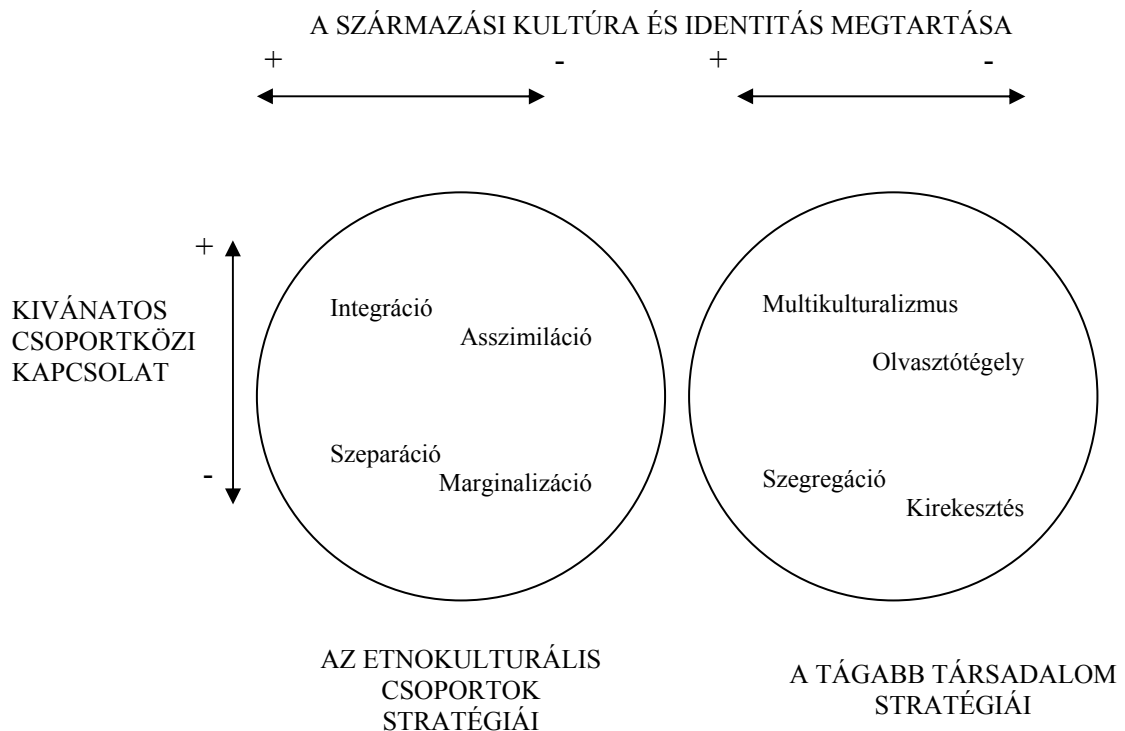 A SZÁRMAZÁSI KULTÚRA ÉS IDENTITÁS MEGTARTÁSA
+ - + -
+
KIVÁNATOS
CSOPORTKÖZI
KAPCSOLAT
-
Integráció
Asszimiláció
Szeparáció
Marginalizáció
Multikulturalizmus
Olvasztótégely
Szegregáció
Kirekesztés
AZ ETNOKULTURÁLIS
CSOPORTOK
STRATÉGIÁI
A TÁGABB TÁRSADALOM
STRATÉGIÁI